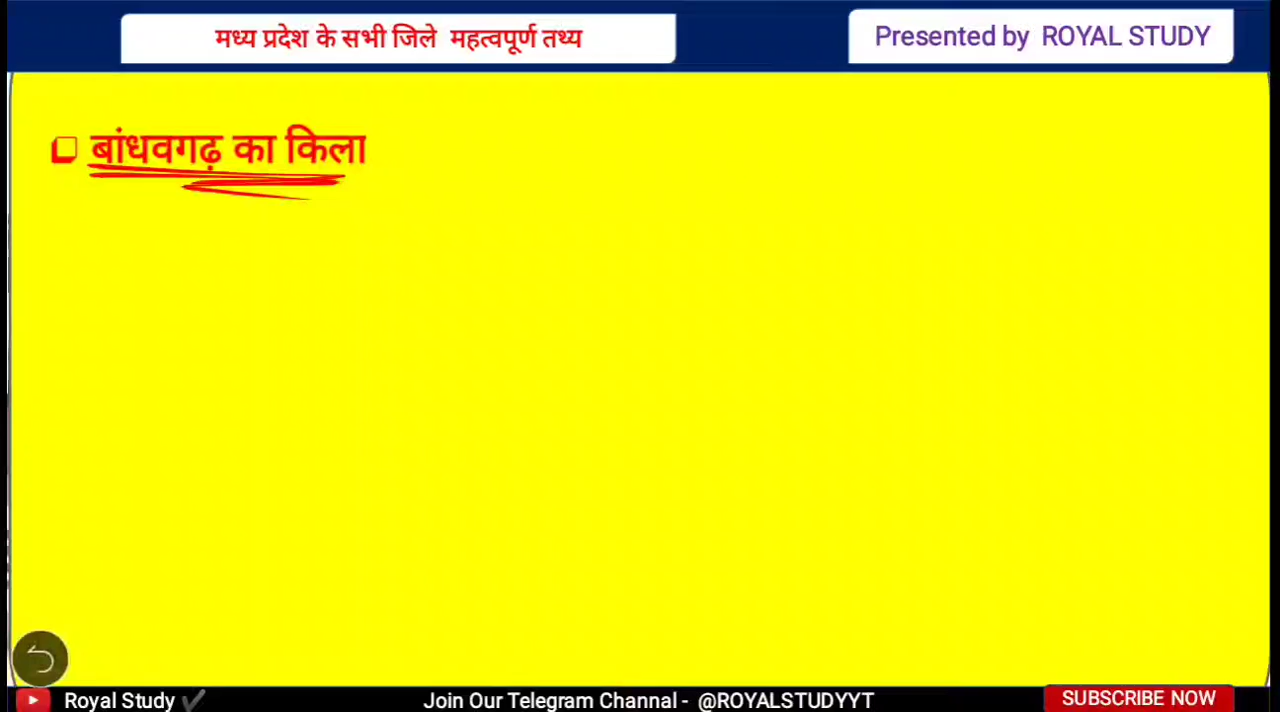 मध्य प्रदेश के सभी जिले महत्वपूर्ण तथ्य
Presented by ROYAL STUDY
बांधवगढ़ का किला
Royal Study ✔
Join Our Telegram Channal - @ROYALSTUDYYT
SUBSCRIBE NOW